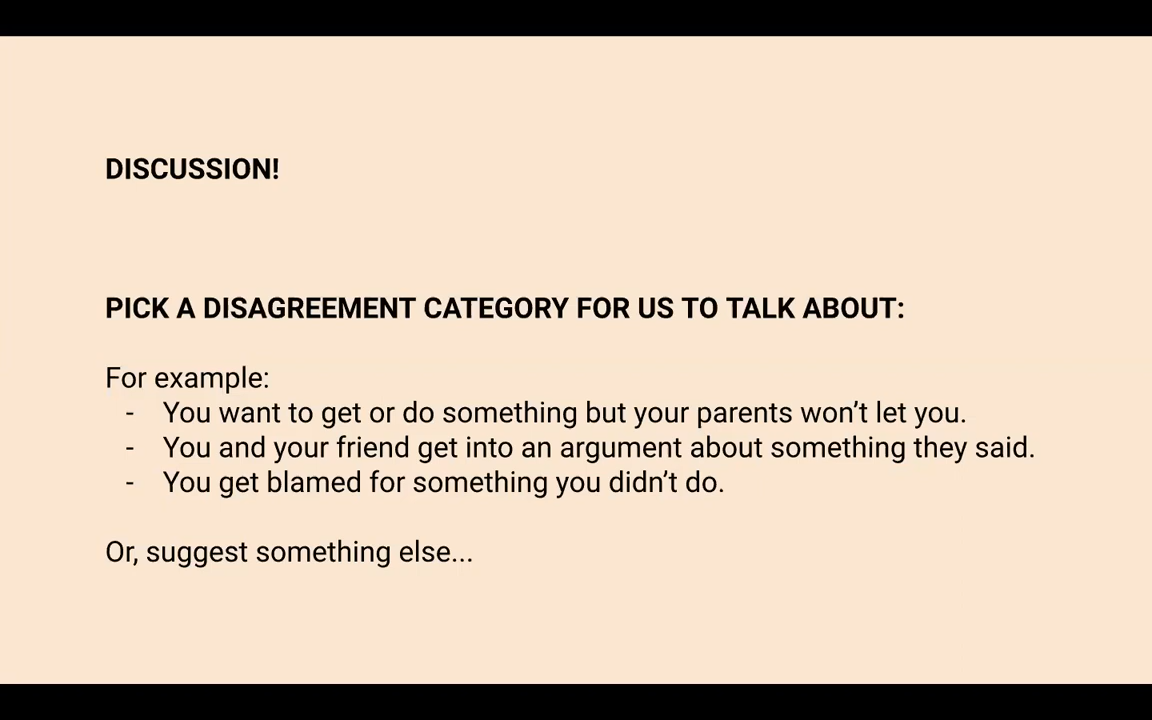 DISCUSSION!
PICK A DISAGREEMENT CATEGORY FOR US TO TALK ABOUT:
For example:
- You want to get or do something but your parents won’t let you.
- You and your friend get into an argument about something they said.
- You get blamed for something you didn’t do.
Or, suggest something else...